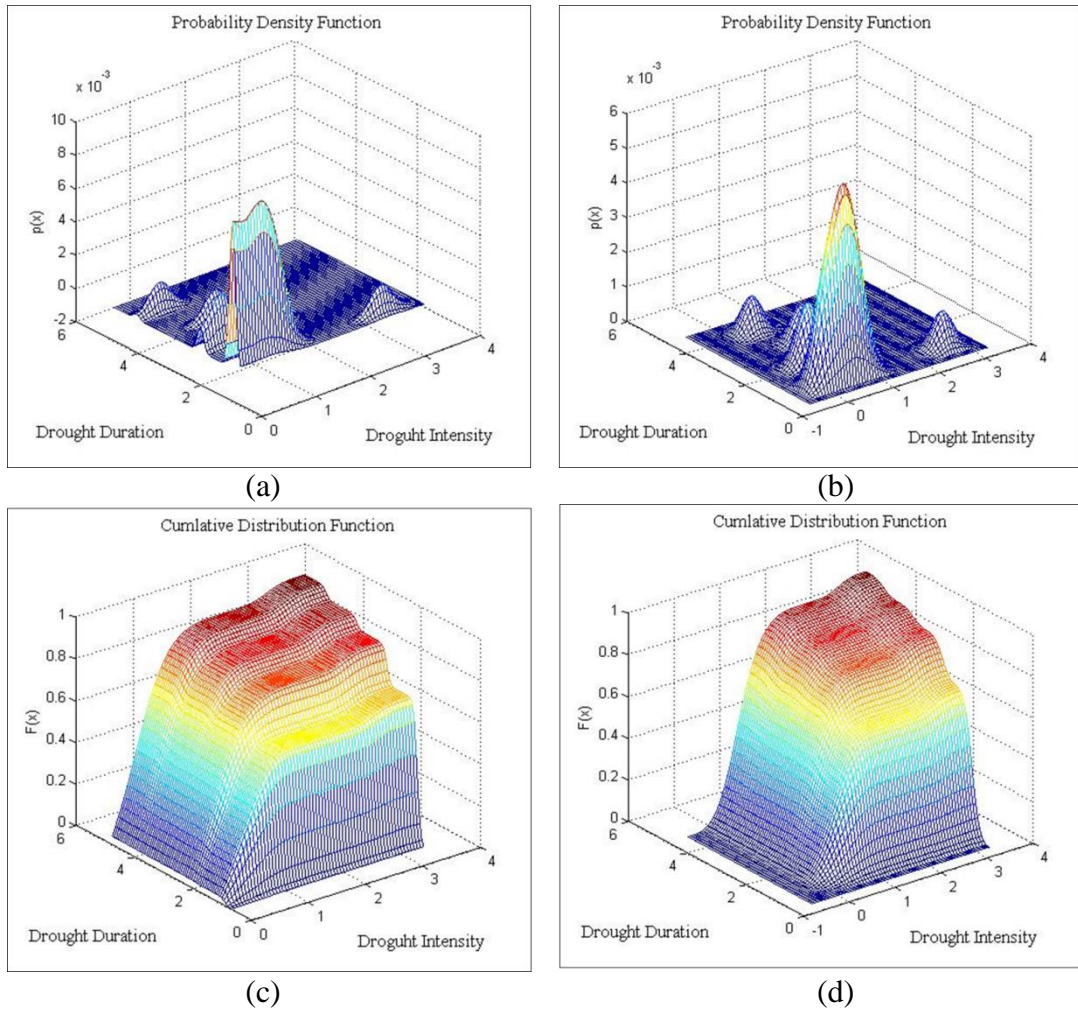 Probability Density Function
x 10^-3
10
8
6
4
2
0
-2
p(x)
6
4
2
0
Drought Duration
0
1
2
3
4
Droguht Intensity
(a)
Probability Density Function
x 10^-3
6
5
4
3
2
1
0
p(x)
6
4
2
0
Drought Duration
-1
0
1
2
3
4
Drought Intensity
(b)
Cumlative Distribution Function
1
0.8
0.6
0.4
0.2
0
F(x)
6
4
2
0
Drought Duration
0
1
2
3
4
Droguht Intensity
(c)
Cumlative Distribution Function
1
0.8
0.6
0.4
0.2
0
F(x)
6
4
2
0
Drought Duration
-1
0
1
2
3
4
Drought Intensity
(d)